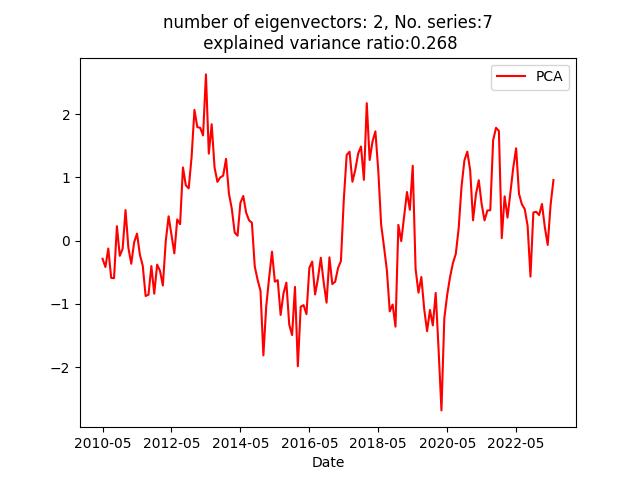 number of eigenvectors: 2, No. series:7
explained variance ratio:0.268
PCA
2
1
0
−1
−2
2010-05 2012-05 2014-05 2016-05 2018-05 2020-05 2022-05
Date